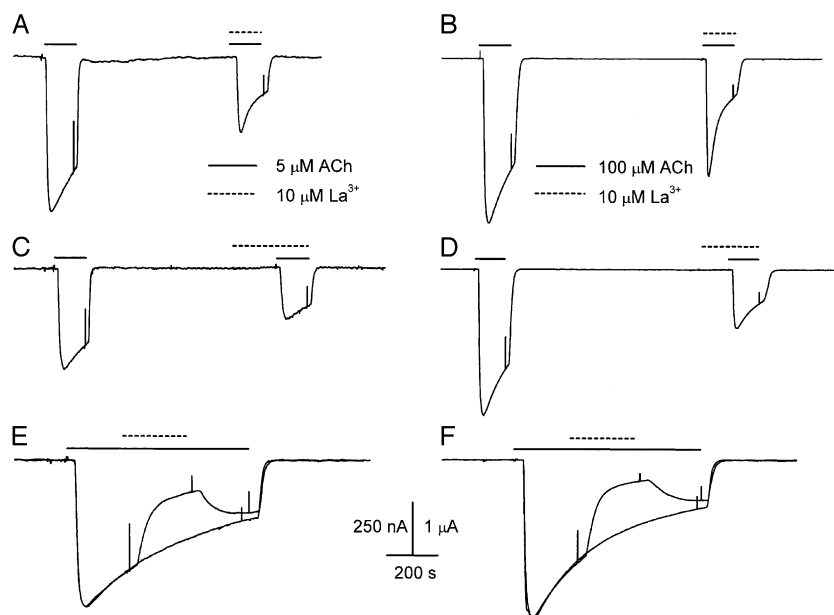 A
B
5 μM ACh
10 μM La³⁺
100 μM ACh
10 μM La³⁺
C
D
E
F
250 nA 1 μA
200 s